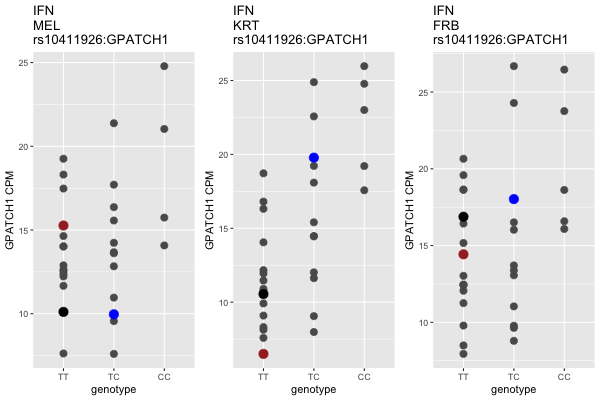 IFN
MEL
rs10411926:GPATCH1
25
20
15
10
GPATCH1 CPM
TT TC CC
genotype
IFN
KRT
rs10411926:GPATCH1
25
20
15
10
GPATCH1 CPM
TT TC CC
genotype
IFN
FRB
rs10411926:GPATCH1
25
20
15
10
GPATCH1 CPM
TT TC CC
genotype